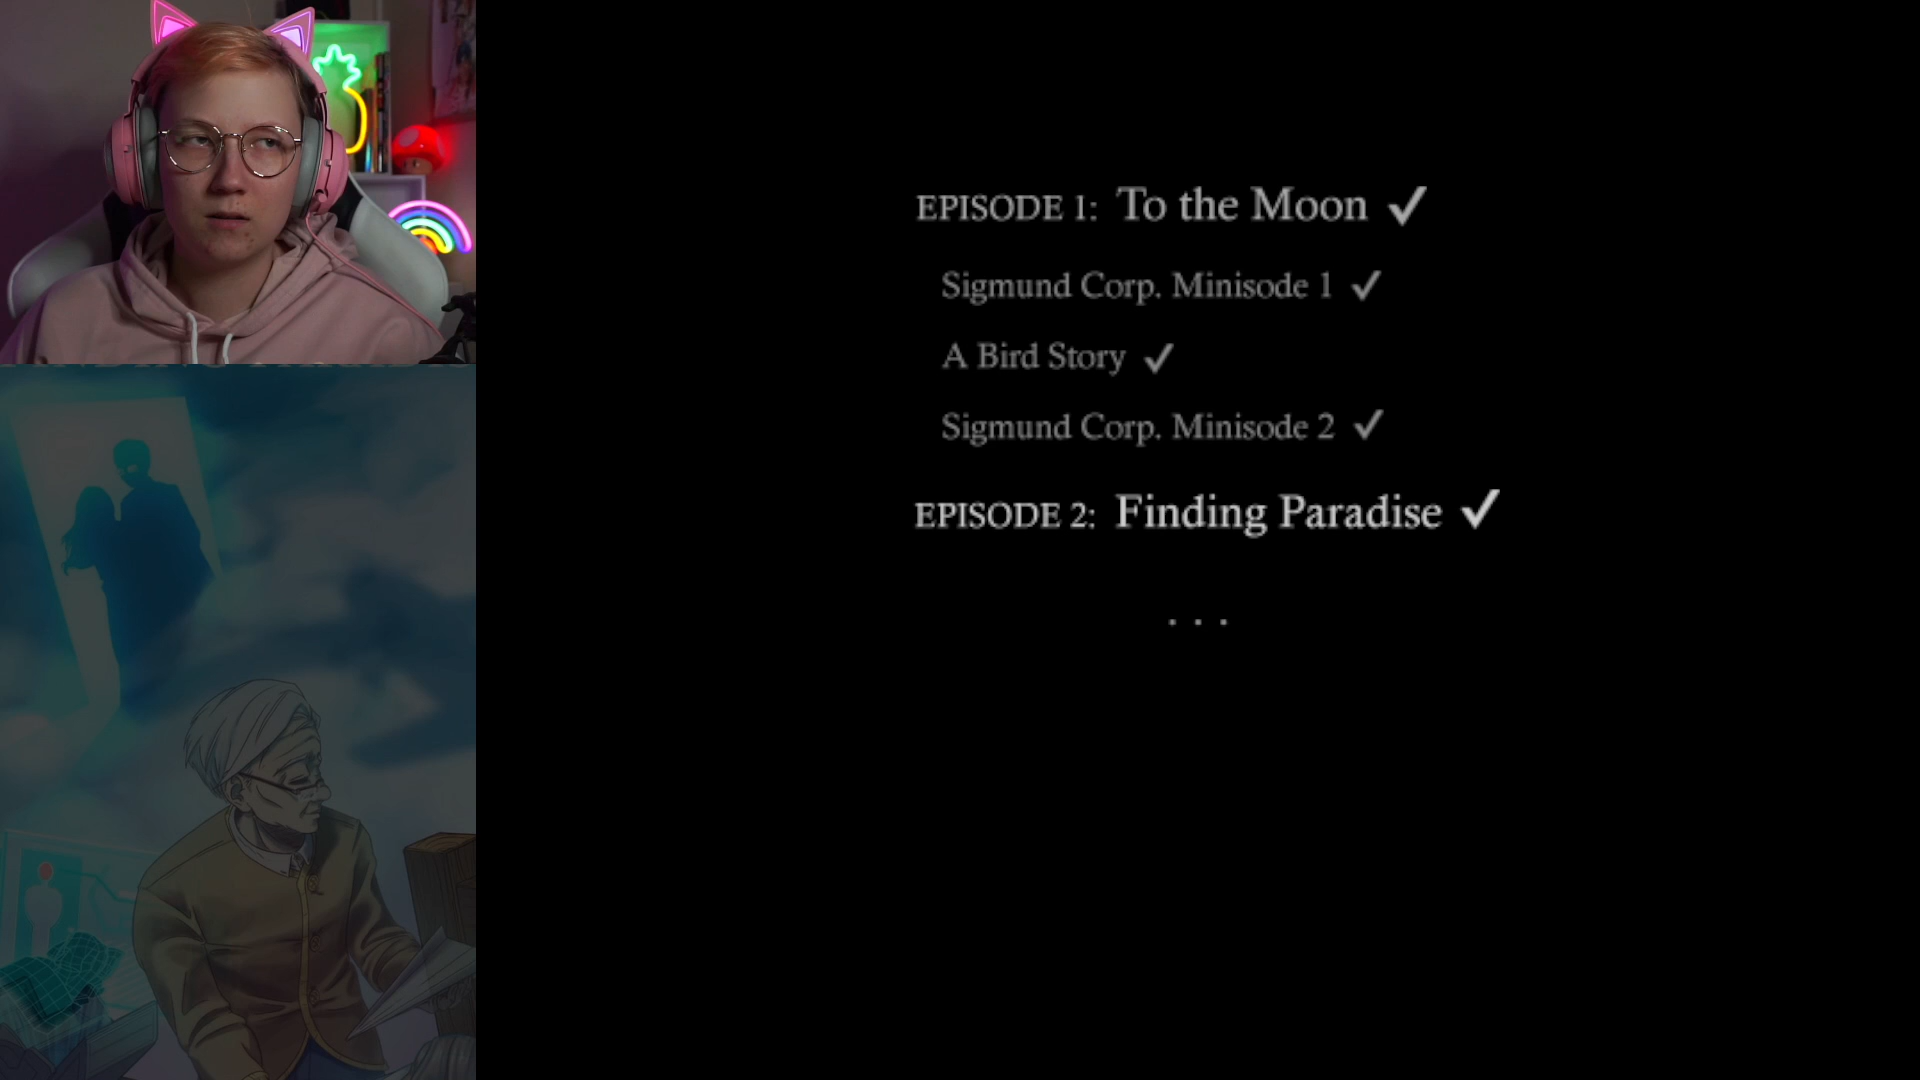 EPISODE 1: To the Moon ✓
Sigmund Corp. Minisode 1 ✓
A Bird Story ✓
Sigmund Corp. Minisode 2 ✓
EPISODE 2: Finding Paradise ✓
...